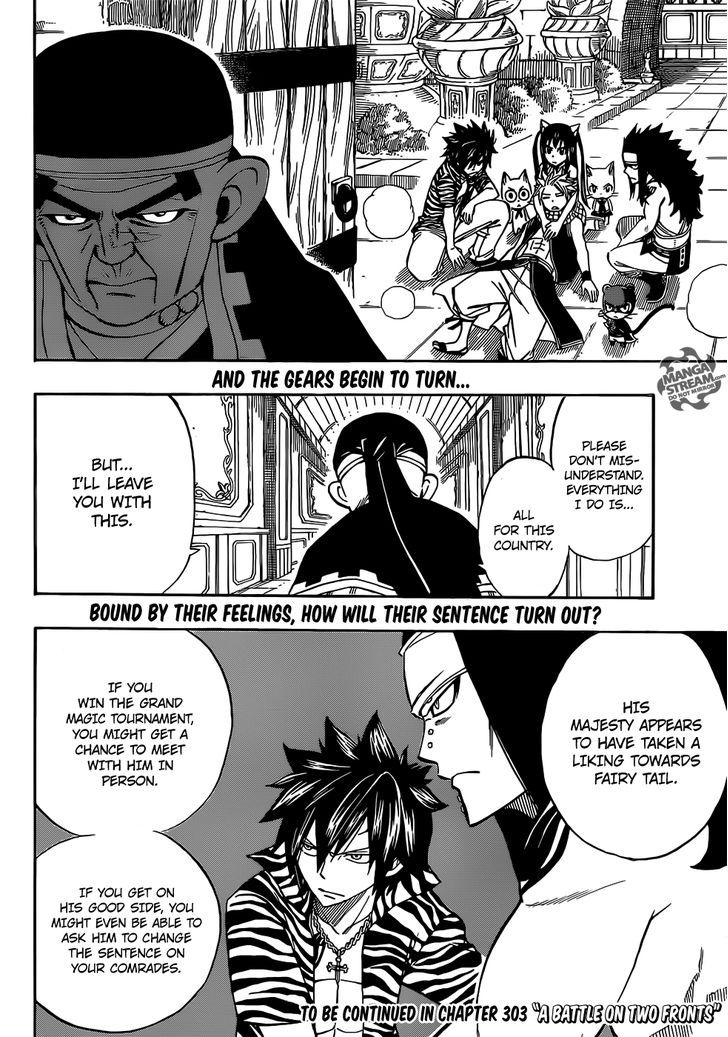 AND THE GEARS BEGIN TO TURN...
MANGA
STREAM.com
DO NOT MIRROR!
PLEASE
DON'T MIS-
UNDERSTAND.
EVERYTHING
I DO IS...
ALL
FOR THIS
COUNTRY.
BUT...
I'LL LEAVE
YOU WITH
THIS.
BOUND BY THEIR FEELINGS, HOW WILL THEIR SENTENCE TURN OUT?
HIS
MAJESTY APPEARS
TO HAVE TAKEN A
LIKING TOWARDS
FAIRY TAIL.
IF YOU
WIN THE GRAND
MAGIC TOURNAMENT,
YOU MIGHT GET A
CHANCE TO MEET
WITH HIM IN
PERSON.
IF YOU GET ON
HIS GOOD SIDE, YOU
MIGHT EVEN BE ABLE TO
ASK HIM TO CHANGE
THE SENTENCE ON
YOUR COMRADES.
TO BE CONTINUED IN CHAPTER 303 "A BATTLE ON TWO FRONTS"